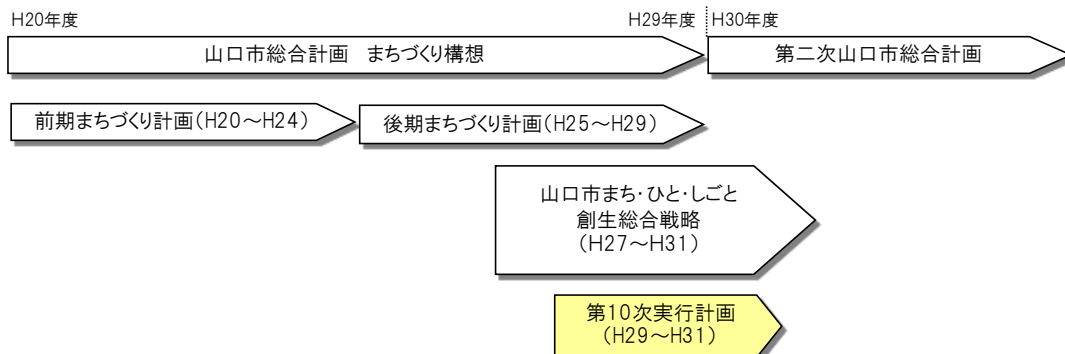 H20年度
H29年度
H30年度
山口市総合計画　まちづくり構想
第二次山口市総合計画
前期まちづくり計画(H20～H24)
後期まちづくり計画(H25～H29)
山口市まち・ひと・しごと
創生総合戦略
(H27～H31)
第10次実行計画
(H29～H31)